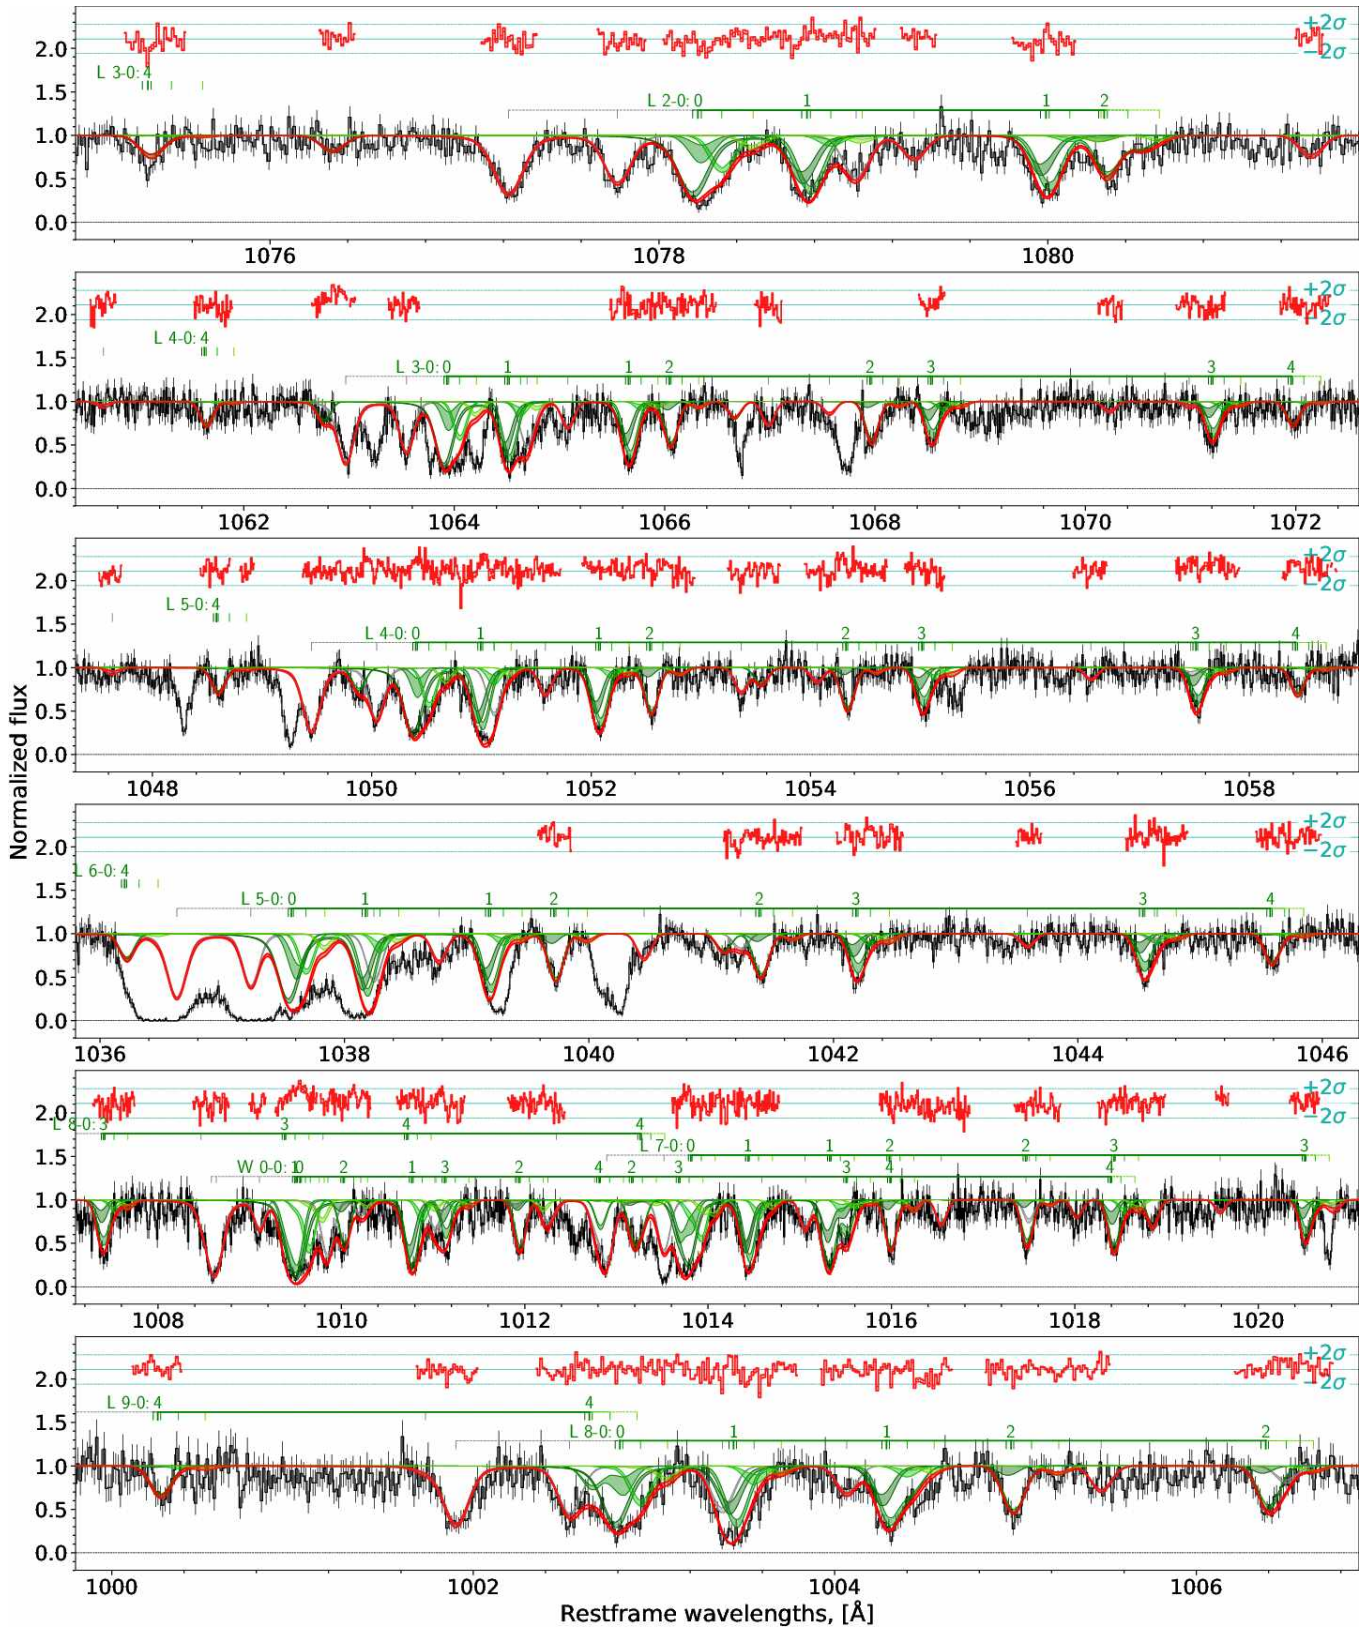 +2σ
−2σ
2.0
L 3-0: 4
1.5
L 2-0: 0 1 1 2
1.0
0.5
0.0
1076 1078 1080
+2σ
−2σ
2.0
L 4-0: 4
1.5
L 3-0: 0 1 1 2 2 3 3 4
1.0
0.5
0.0
1062 1064 1066 1068 1070 1072
+2σ
−2σ
2.0
L 5-0: 4
1.5
L 4-0: 0 1 1 2 2 3 3 4
1.0
0.5
0.0
1048 1050 1052 1054 1056 1058
Normalized flux
+2σ
−2σ
2.0
L 6-0: 4
1.5
L 5-0: 0 1 1 2 2 3 3 4
1.0
0.5
0.0
1036 1038 1040 1042 1044 1046
+2σ
−2σ
2.0
L 8-0: 3 3 4 4
L 7-0: 0 1 1 2 2 3 3
1.5
W 0-0: 1 0 2 1 3 2 4 2 3 3 4 4
1.0
0.5
0.0
1008 1010 1012 1014 1016 1018 1020
+2σ
−2σ
2.0
L 9-0: 4 4
1.5
L 8-0: 0 1 1 2 2
1.0
0.5
0.0
1000 1002 1004 1006
Restframe wavelengths, [Å]